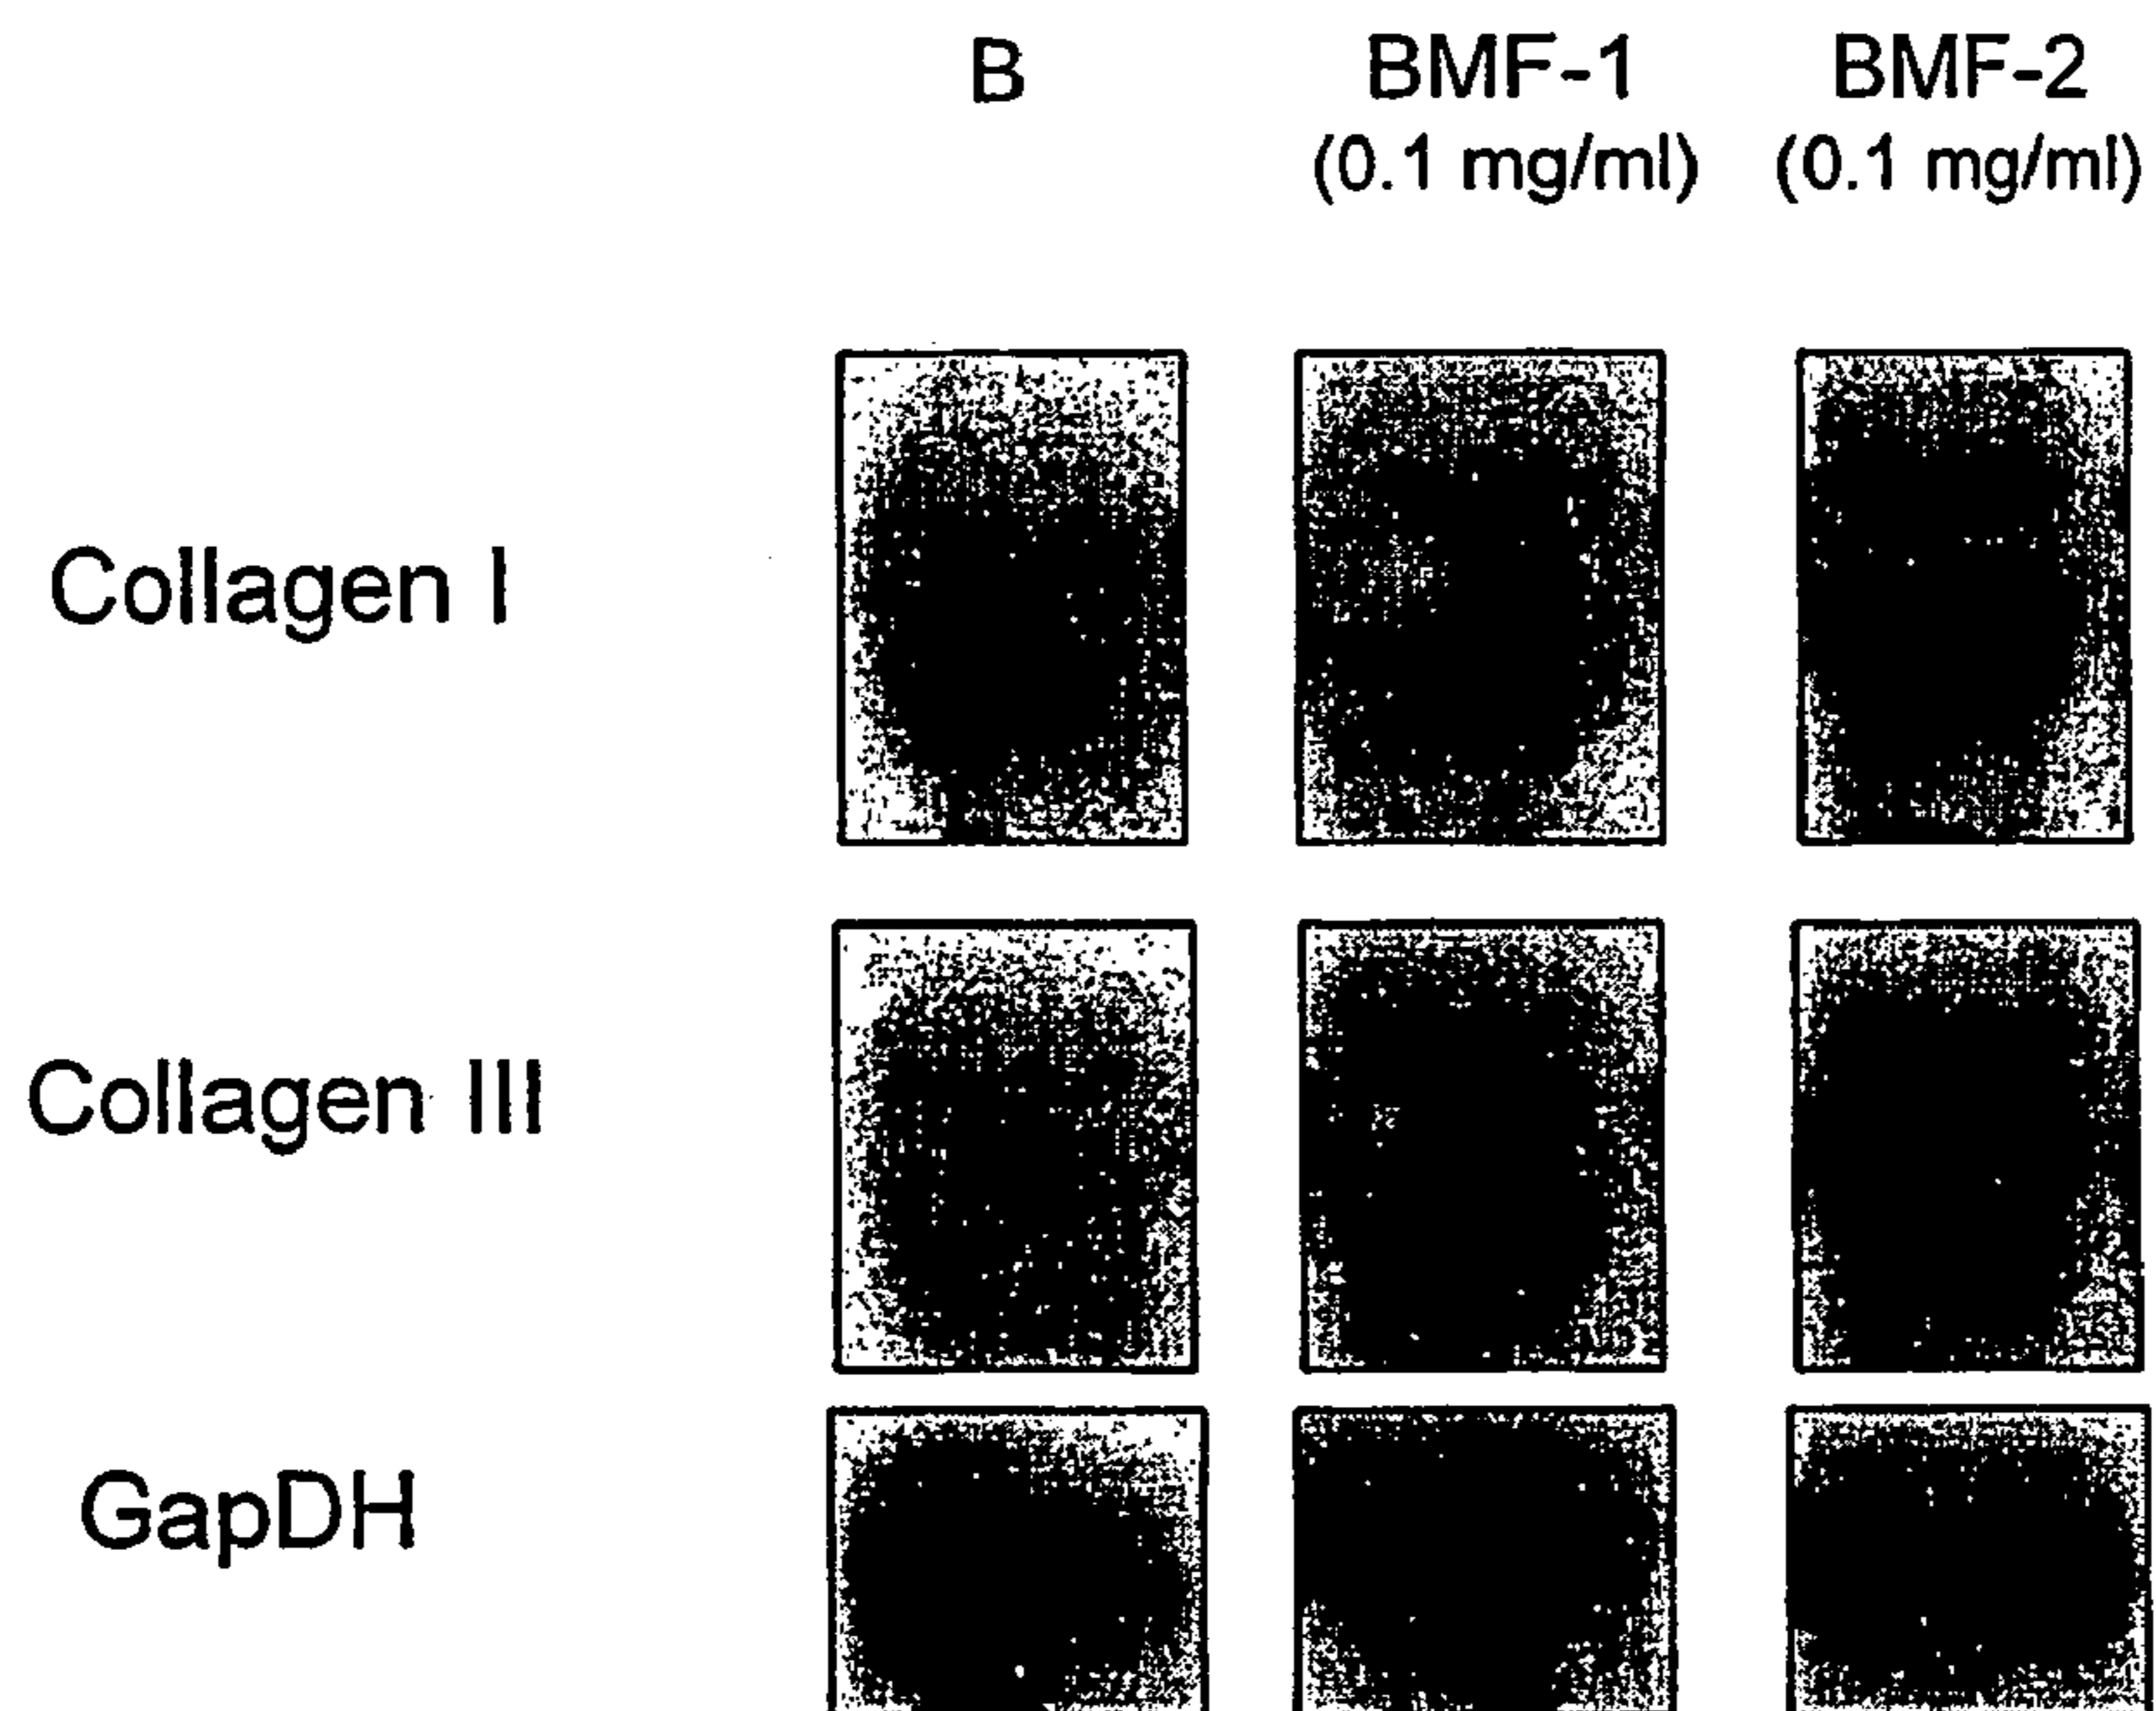 B BMF-1 BMF-2
(0.1 mg/ml) (0.1 mg/ml)
Collagen I
Collagen III
GapDH